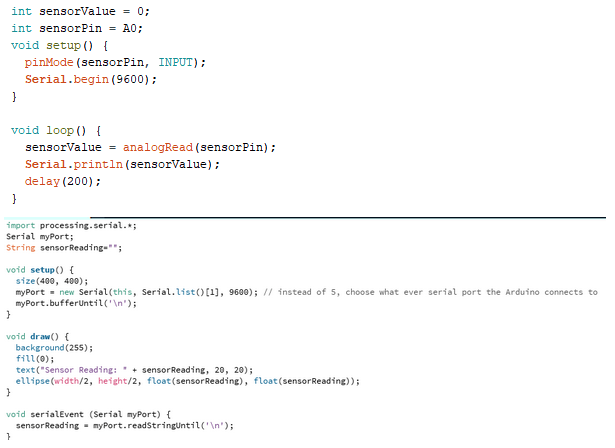 int sensorValue = 0;
int sensorPin = A0;
void setup() {
  pinMode(sensorPin, INPUT);
  Serial.begin(9600);
}

void loop() {
  sensorValue = analogRead(sensorPin);
  Serial.println(sensorValue);
  delay(200);
}
import processing.serial.*;
Serial myPort;
String sensorReading="";

void setup() {
  size(400, 400);
  myPort = new Serial(this, Serial.list()[1], 9600); // instead of 5, choose what ever serial port the Arduino connects to
  myPort.bufferUntil('\n');
}

void draw() {
  background(255);
  fill(0);
  text("Sensor Reading: " + sensorReading, 20, 20);
  ellipse(width/2, height/2, float(sensorReading), float(sensorReading));
}

void serialEvent (Serial myPort) {
  sensorReading = myPort.readStringUntil('\n');
}